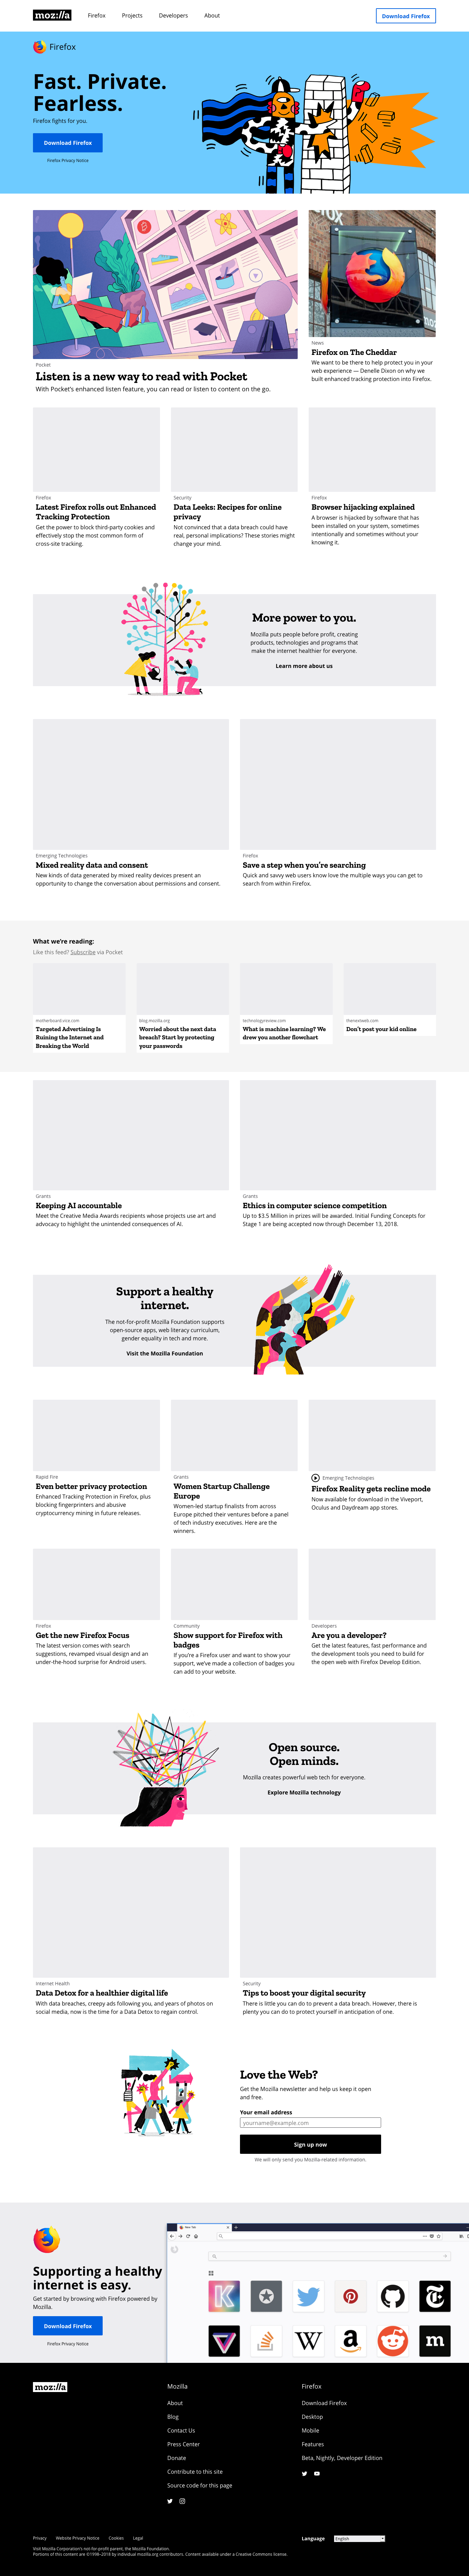 moz://a
Firefox
Projects
Developers
About
Download Firefox
Firefox
Fast. Private.
Fearless.
Firefox fights for you.
Download Firefox
Firefox Privacy Notice
Pocket
Listen is a new way to read with Pocket
With Pocket's enhanced listen feature, you can read or listen to content on the go.
News
Firefox on The Cheddar
We want to be there to help protect you in your
web experience — Denelle Dixon on why we
built enhanced tracking protection into Firefox.
Firefox
Latest Firefox rolls out Enhanced
Tracking Protection
Get the power to block third-party cookies and
effectively stop the most common form of
cross-site tracking.
Security
Data Leeks: Recipes for online
privacy
Not convinced that a data breach could have
real, personal implications? These stories might
change your mind.
Firefox
Browser hijacking explained
A browser is hijacked by software that has
been installed on your system, sometimes
intentionally and sometimes without your
knowing it.
More power to you.
Mozilla puts people before profit, creating
products, technologies and programs that
make the internet healthier for everyone.
Learn more about us
Emerging Technologies
Mixed reality data and consent
New kinds of data generated by mixed reality devices present an
opportunity to change the conversation about permissions and consent.
Firefox
Save a step when you're searching
Quick and savvy web users know love the multiple ways you can get to
search from within Firefox.
What we're reading:
Like this feed? Subscribe via Pocket
motherboard.vice.com
Targeted Advertising Is
Ruining the Internet and
Breaking the World
blog.mozilla.org
Worried about the next data
breach? Start by protecting
your passwords
technologyreview.com
What is machine learning? We
drew you another flowchart
thenextweb.com
Don't post your kid online
Grants
Keeping AI accountable
Meet the Creative Media Awards recipients whose projects use art and
advocacy to highlight the unintended consequences of AI.
Grants
Ethics in computer science competition
Up to $3.5 Million in prizes will be awarded. Initial Funding Concepts for
Stage 1 are being accepted now through December 13, 2018.
Support a healthy
internet.
The not-for-profit Mozilla Foundation supports
open-source apps, web literacy curriculum,
gender equality in tech and more.
Visit the Mozilla Foundation
Rapid Fire
Even better privacy protection
Enhanced Tracking Protection in Firefox, plus
blocking fingerprinters and abusive
cryptocurrency mining in future releases.
Grants
Women Startup Challenge
Europe
Women-led startup finalists from across
Europe pitched their ventures before a panel
of tech industry executives. Here are the
winners.
Emerging Technologies
Firefox Reality gets recline mode
Now available for download in the Viveport,
Oculus and Daydream app stores.
Firefox
Get the new Firefox Focus
The latest version comes with search
suggestions, revamped visual design and an
under-the-hood surprise for Android users.
Community
Show support for Firefox with
badges
If you're a Firefox user and want to show your
support, we've made a collection of badges you
can add to your website.
Developers
Are you a developer?
Get the latest features, fast performance and
the development tools you need to build for
the open web with Firefox Develop Edition.
Open source.
Open minds.
Mozilla creates powerful web tech for everyone.
Explore Mozilla technology
Internet Health
Data Detox for a healthier digital life
With data breaches, creepy ads following you, and years of photos on
social media, now is the time for a Data Detox to regain control.
Security
Tips to boost your digital security
There is little you can do to prevent a data breach. However, there is
plenty you can do to protect yourself in anticipation of one.
Love the Web?
Get the Mozilla newsletter and help us keep it open
and free.
Your email address
yourname@example.com
Sign up now
We will only send you Mozilla-related information.
Supporting a healthy
internet is easy.
Get started by browsing with Firefox powered by
Mozilla.
Download Firefox
Firefox Privacy Notice
moz://a
Mozilla
About
Blog
Contact Us
Press Center
Donate
Contribute to this site
Source code for this page
Firefox
Download Firefox
Desktop
Mobile
Features
Beta, Nightly, Developer Edition
Privacy
Website Privacy Notice
Cookies
Legal
Language
English
Visit Mozilla Corporation's not-for-profit parent, the Mozilla Foundation.
Portions of this content are ©1998–2018 by individual mozilla.org contributors. Content available under a Creative Commons license.